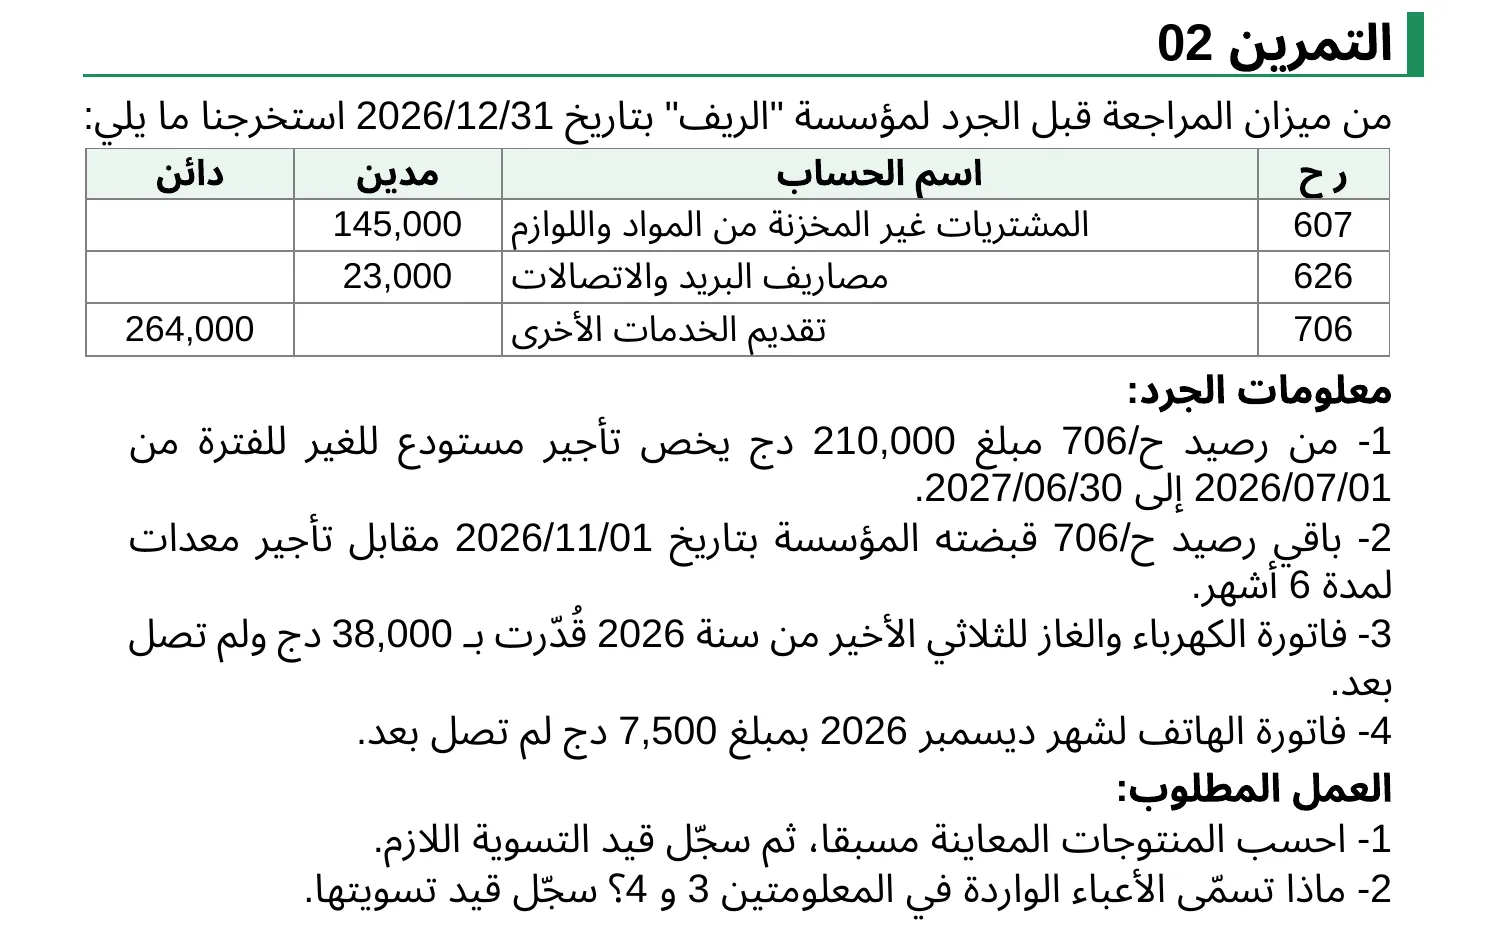 التمرين 02
من ميزان المراجعة قبل الجرد لمؤسسة "الريف" بتاريخ 2026/12/31 استخرجنا ما يلي:
ر ح اسم الحساب مدين دائن
607 المشتريات غير المخزنة من المواد واللوازم 145,000
626 مصاريف البريد والاتصالات 23,000
706 تقديم الخدمات الأخرى 264,000
معلومات الجرد:
1- من رصيد ح/706 مبلغ 210,000 دج يخص تأجير مستودع للغير للفترة من
2026/07/01 إلى 2027/06/30.
2- باقي رصيد ح/706 قبضته المؤسسة بتاريخ 2026/11/01 مقابل تأجير معدات
لمدة 6 أشهر.
3- فاتورة الكهرباء والغاز للثلاثي الأخير من سنة 2026 قُدّرت بـ 38,000 دج ولم تصل
بعد.
4- فاتورة الهاتف لشهر ديسمبر 2026 بمبلغ 7,500 دج لم تصل بعد.
العمل المطلوب:
1- احسب المنتوجات المعاينة مسبقا، ثم سجّل قيد التسوية اللازم.
2- ماذا تسمّى الأعباء الواردة في المعلومتين 3 و 4؟ سجّل قيد تسويتها.